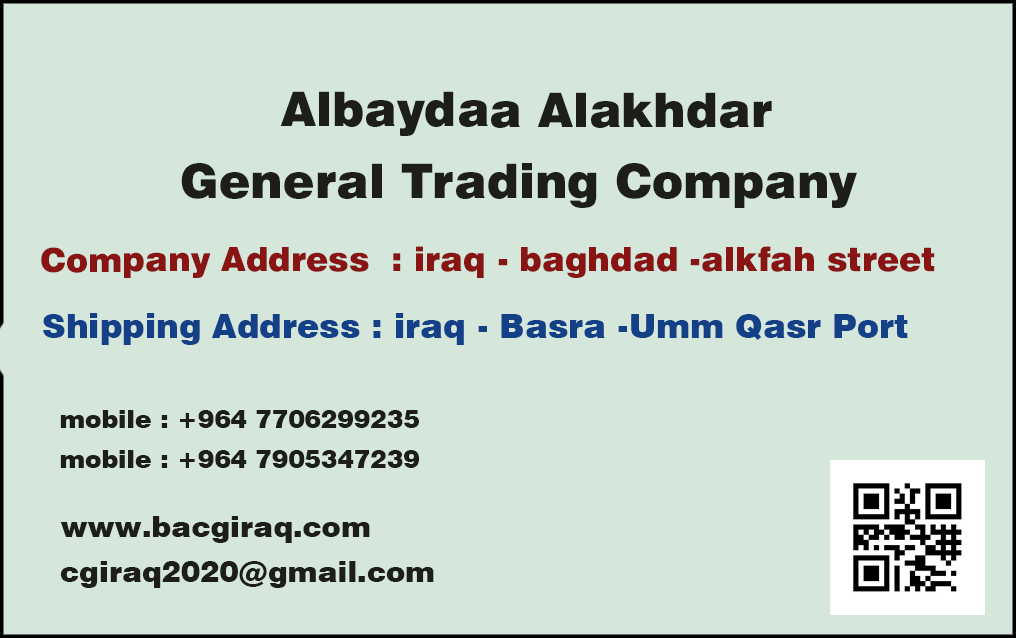 Albaydaa Alakhdar
General Trading Company
Company Address  : iraq - baghdad -alkfah street
Shipping Address : iraq - Basra -Umm Qasr Port
mobile : +964 7706299235
mobile : +964 7905347239
www.bacgiraq.com
cgiraq2020@gmail.com